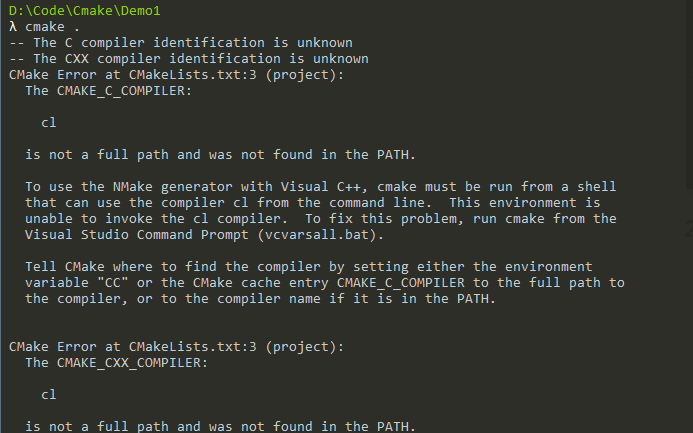 D:\Code\Cmake\Demo1
λ cmake .
-- The C compiler identification is unknown
-- The CXX compiler identification is unknown
CMake Error at CMakeLists.txt:3 (project):
  The CMAKE_C_COMPILER:

    cl

  is not a full path and was not found in the PATH.

  To use the NMake generator with Visual C++, cmake must be run from a shell
  that can use the compiler cl from the command line.  This environment is
  unable to invoke the cl compiler.  To fix this problem, run cmake from the
  Visual Studio Command Prompt (vcvarsall.bat).

  Tell CMake where to find the compiler by setting either the environment
  variable "CC" or the CMake cache entry CMAKE_C_COMPILER to the full path to
  the compiler, or to the compiler name if it is in the PATH.


CMake Error at CMakeLists.txt:3 (project):
  The CMAKE_CXX_COMPILER:

    cl

  is not a full path and was not found in the PATH.